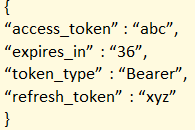 {
“access_token” : “abc”,
“expires_in” : “36”,
“token_type” : “Bearer”,
“refresh_token” : “xyz”
}